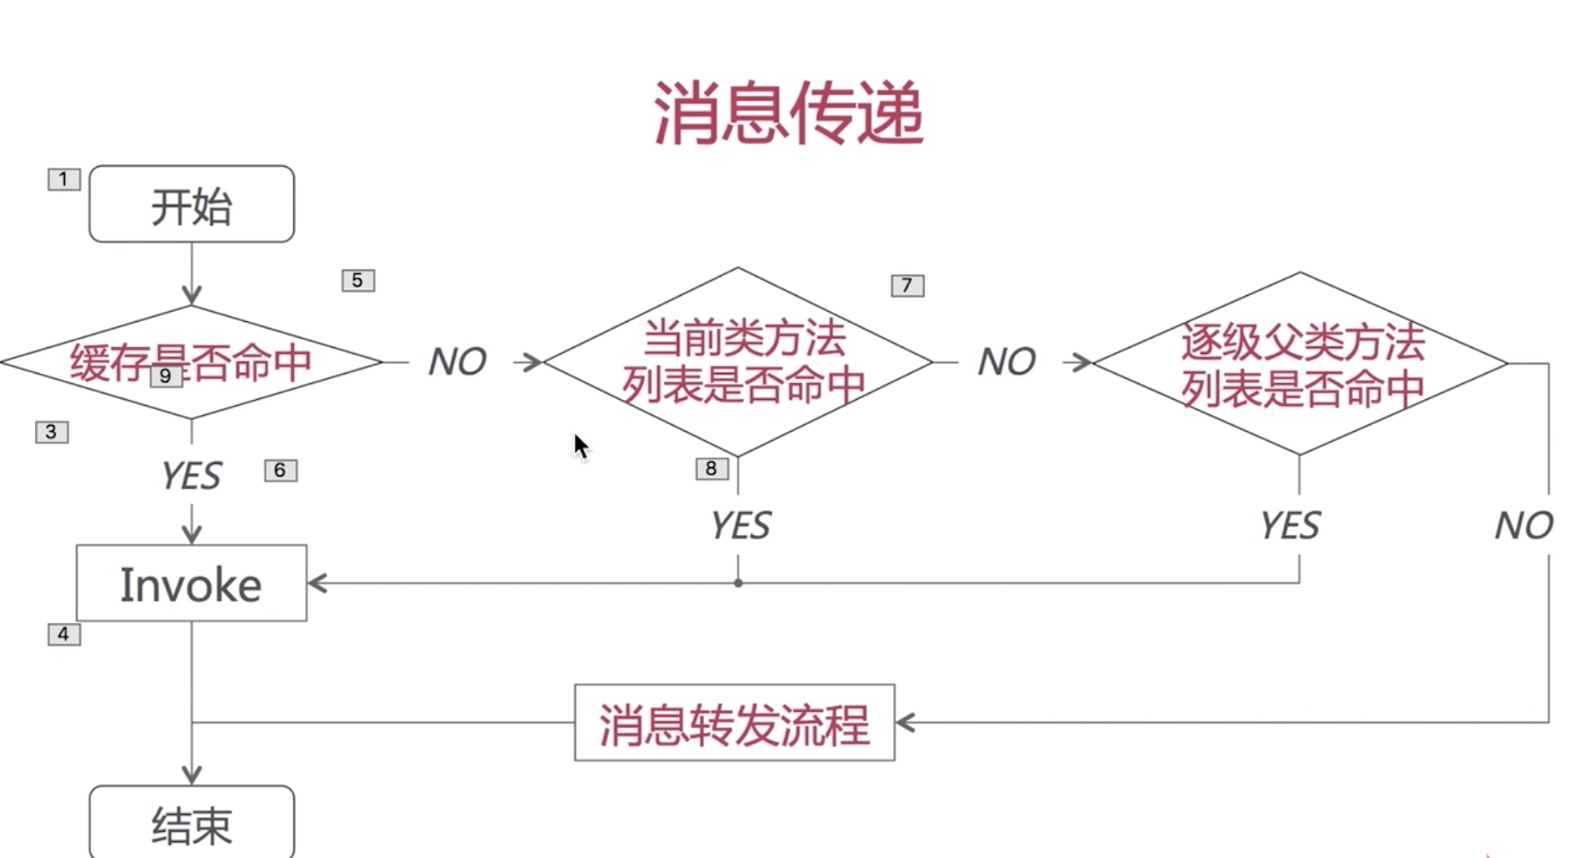 消息传递
1
开始
5
7
缓存是否命中
9
NO
当前类方法
列表是否命中
NO
逐级父类方法
列表是否命中
3
YES
6
8
YES
YES
NO
Invoke
4
消息转发流程
结束